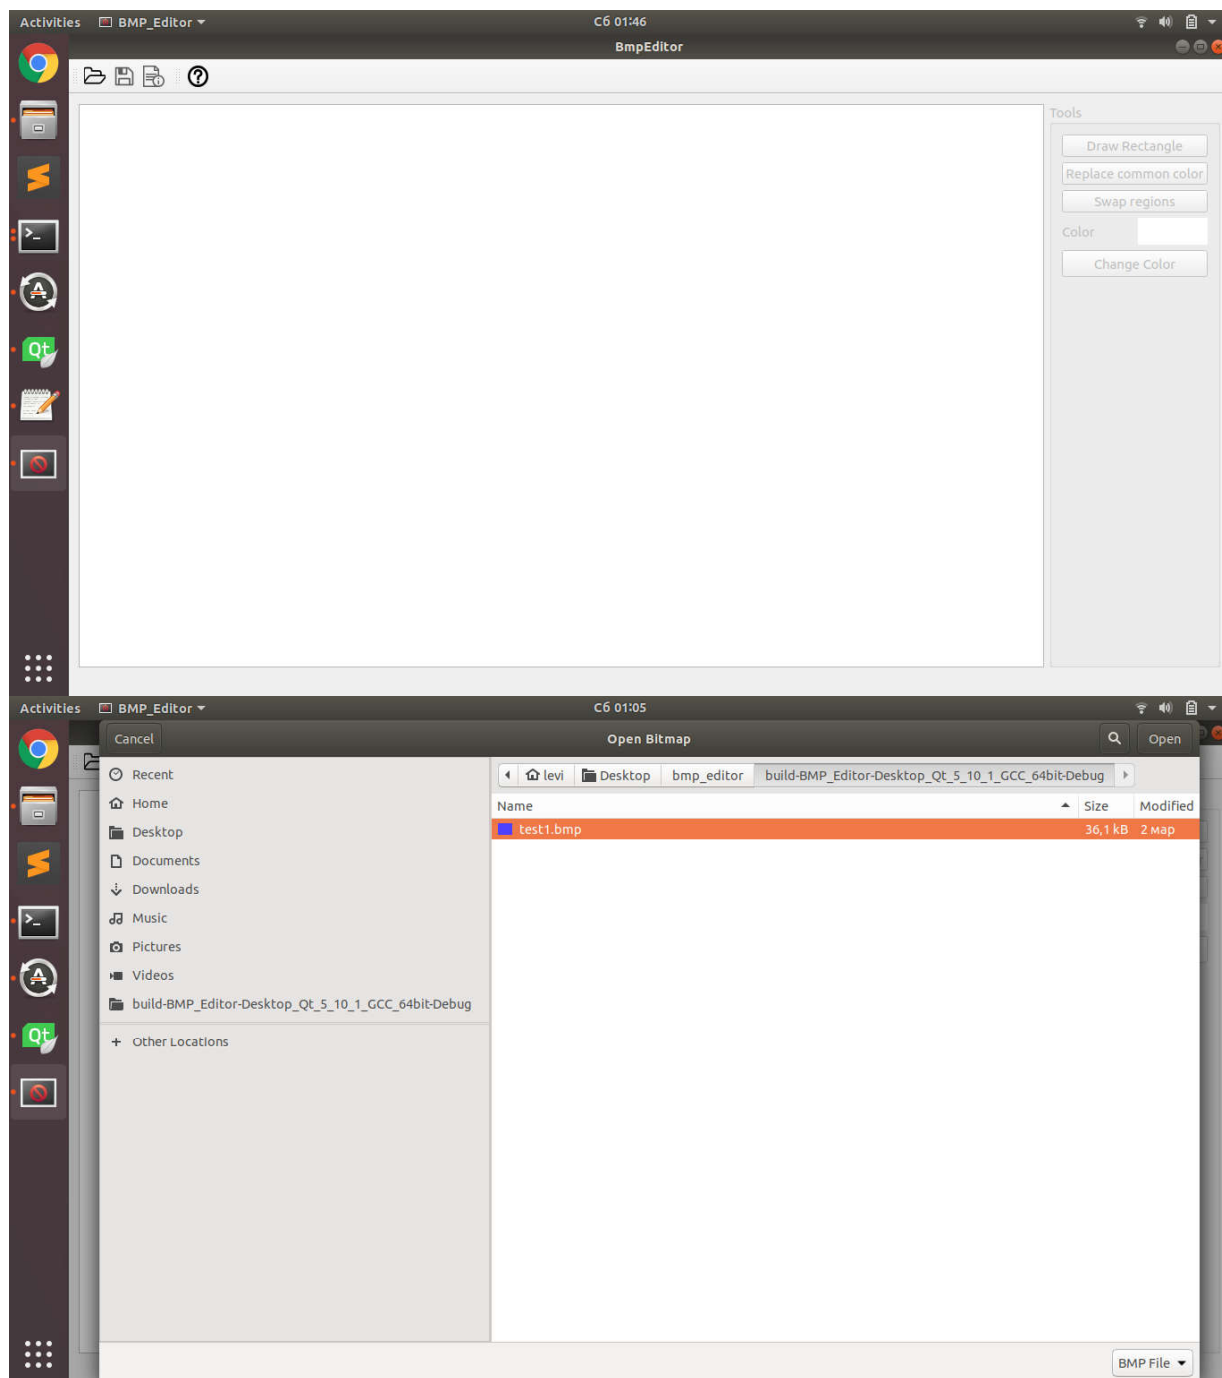 Activities BMP_Editor Сб 01:46
BmpEditor
Tools
Draw Rectangle
Replace common color
Swap regions
Color
Change Color
Activities BMP_Editor Сб 01:05
Cancel Open Bitmap Open
Recent
Home
Desktop
Documents
Downloads
Music
Pictures
Videos
build-BMP_Editor-Desktop_Qt_5_10_1_GCC_64bit-Debug
+ Other Locations
levi Desktop bmp_editor build-BMP_Editor-Desktop_Qt_5_10_1_GCC_64bit-Debug
Name Size Modified
test1.bmp 36,1 kB 2 мар
BMP File